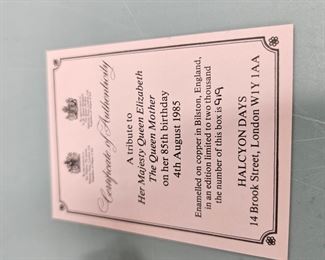 Certificate of Authenticity
A tribute to
Her Majesty Queen Elizabeth
The Queen Mother
on her 85th birthday
4th August 1985
Enamelled on copper in Bilston, England,
in an edition limited to two thousand
the number of this box is 919
HALCYON DAYS
14 Brook Street, London W1Y 1AA